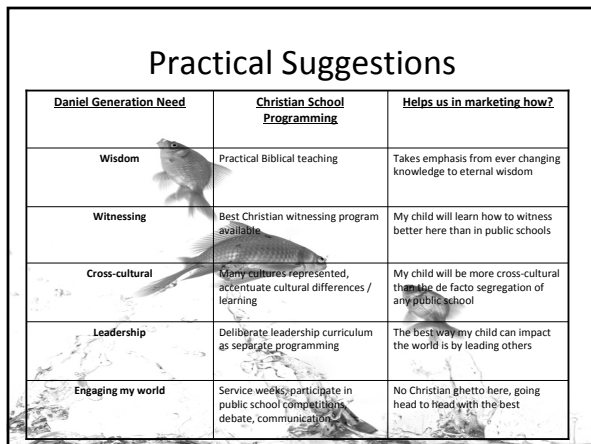 Practical Suggestions
Daniel Generation Need
Christian School
Programming
Helps us in marketing how?
Wisdom
Practical Biblical teaching
Takes emphasis from ever changing
knowledge to eternal wisdom
Witnessing
Best Christian witnessing program
available
My child will learn how to witness
better here than in public schools
Cross-cultural
Many cultures represented,
accentuate cultural differences /
learning
My child will be more cross-cultural
than the de facto segregation of
any public school
Leadership
Deliberate leadership curriculum
as separate programming
The best way my child can impact
the world is by leading others
Engaging my world
Service weeks, participate in
public school competitions,
debate, communication
No Christian ghetto here, going
head to head with the best